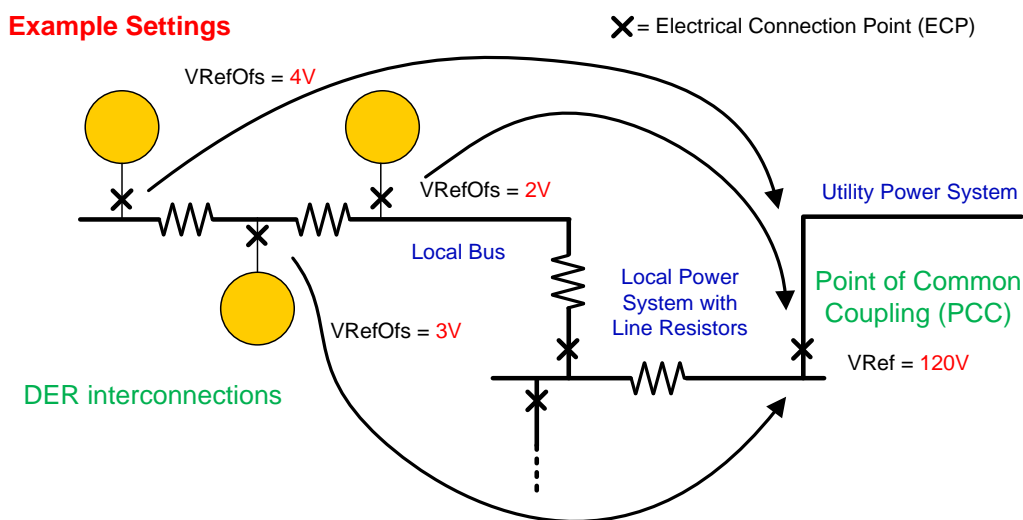 Example Settings
= Electrical Connection Point (ECP)
VRefOfs = 4V
VRefOfs = 2V
Utility Power System
Local Bus
Local Power
System with
Line Resistors
Point of Common
Coupling (PCC)
VRefOfs = 3V
VRef = 120V
DER interconnections